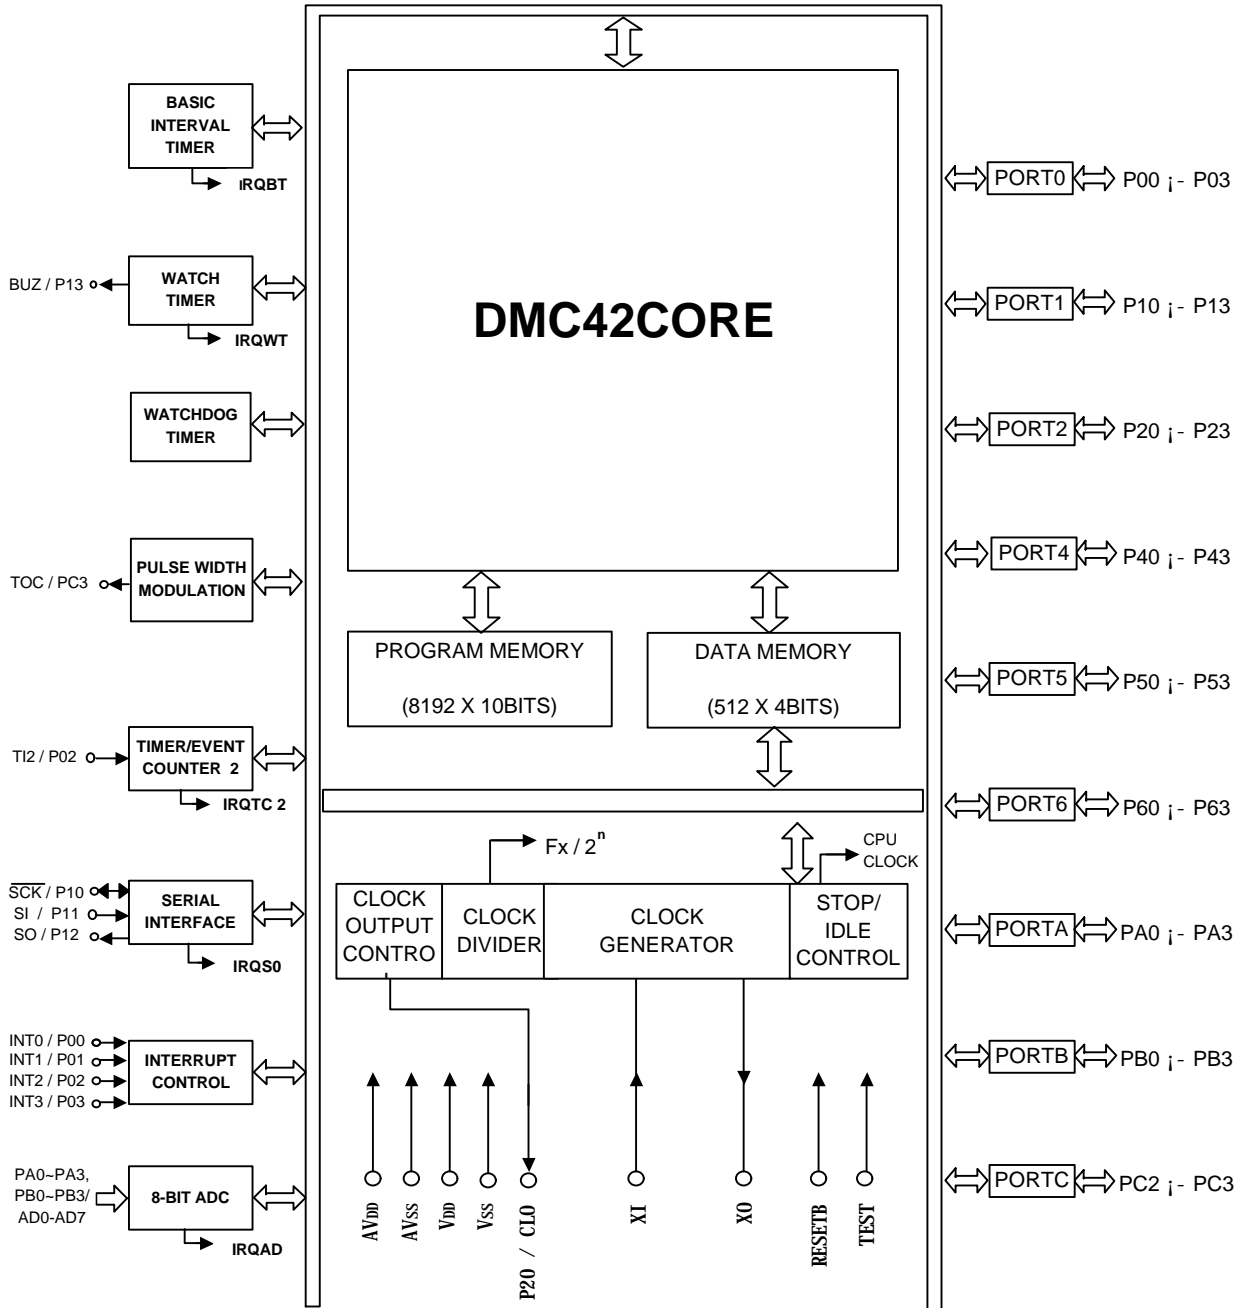 BASIC
INTERVAL
TIMER
IRQBT
BUZ / P13
WATCH
TIMER
IRQWT
WATCHDOG
TIMER
TOC / PC3
PULSE WIDTH
MODULATION
TI2 / P02
TIMER/EVENT
COUNTER 2
IRQTC 2
SCK / P10
SI / P11
SO / P12
SERIAL
INTERFACE
IRQS0
INT0 / P00
INT1 / P01
INT2 / P02
INT3 / P03
INTERRUPT
CONTROL
PA0~PA3,
PB0~PB3/
AD0-AD7
8-BIT ADC
IRQAD
DMC42CORE
PROGRAM MEMORY
(8192 X 10BITS)
DATA MEMORY
(512 X 4BITS)
Fx / 2ⁿ
CPU
CLOCK
CLOCK
OUTPUT
CONTRO
CLOCK
DIVIDER
CLOCK
GENERATOR
STOP/
IDLE
CONTROL
AVDD
AVSS
VDD
VSS
P20 / CLO
XI
XO
RESETB
TEST
PORT0 P00 ¡- P03
PORT1 P10 ¡- P13
PORT2 P20 ¡- P23
PORT4 P40 ¡- P43
PORT5 P50 ¡- P53
PORT6 P60 ¡- P63
PORTA PA0 ¡- PA3
PORTB PB0 ¡- PB3
PORTC PC2 ¡- PC3